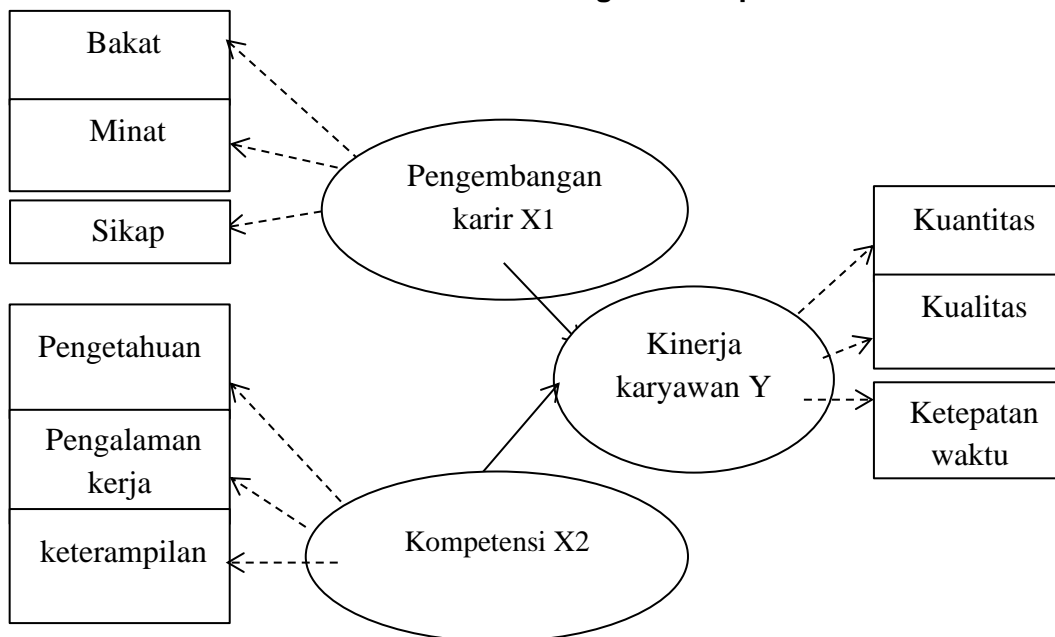 Bakat
Minat
Sikap
Pengembangan
karir X1
Kuantitas
Kualitas
Ketepatan
waktu
Kinerja
karyawan Y
Pengetahuan
Pengalaman
kerja
keterampilan
Kompetensi X2